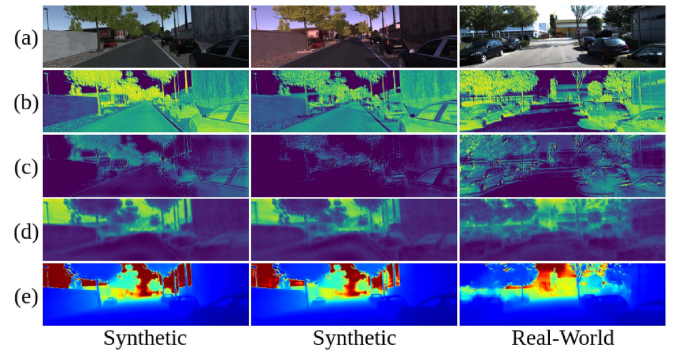 (a)
(b)
(c)
(d)
(e)
Synthetic Synthetic Real-World